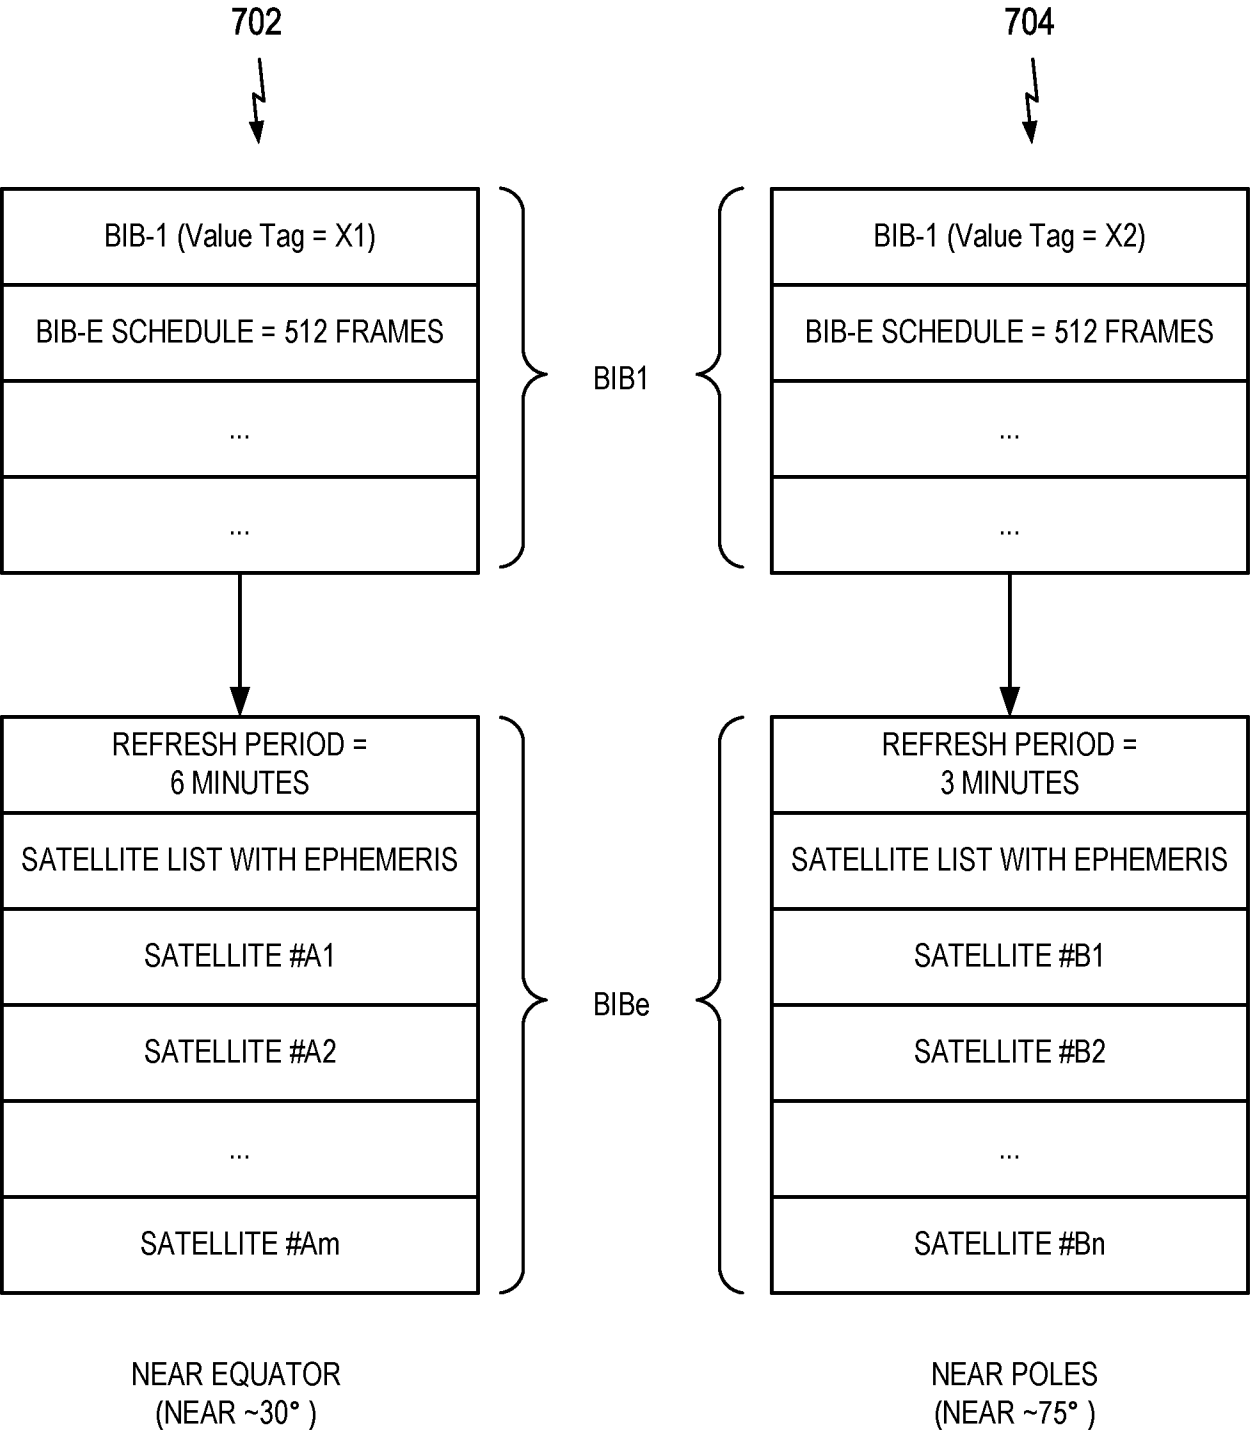 702
BIB-1 (Value Tag = X1)
BIB-E SCHEDULE = 512 FRAMES
...
...
BIB1
704
BIB-1 (Value Tag = X2)
BIB-E SCHEDULE = 512 FRAMES
...
...
REFRESH PERIOD =
6 MINUTES
SATELLITE LIST WITH EPHEMERIS
SATELLITE #A1
SATELLITE #A2
...
SATELLITE #Am
BIBe
REFRESH PERIOD =
3 MINUTES
SATELLITE LIST WITH EPHEMERIS
SATELLITE #B1
SATELLITE #B2
...
SATELLITE #Bn
NEAR EQUATOR
(NEAR ~30° )
NEAR POLES
(NEAR ~75° )